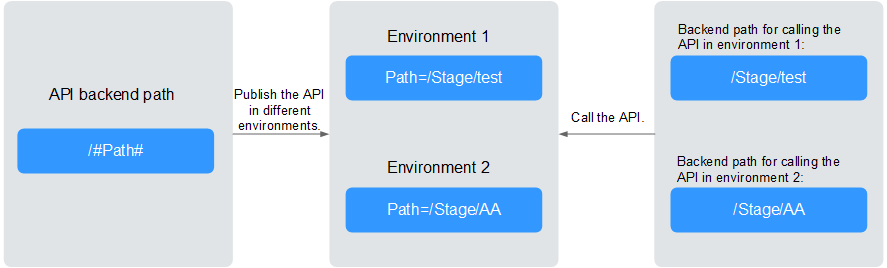 API backend path
/#Path#
Publish the API
in different
environments.
Environment 1
Path=/Stage/test
Environment 2
Path=/Stage/AA
Call the API.
Backend path for calling the
API in environment 1:
/Stage/test
Backend path for calling the
API in environment 2:
/Stage/AA